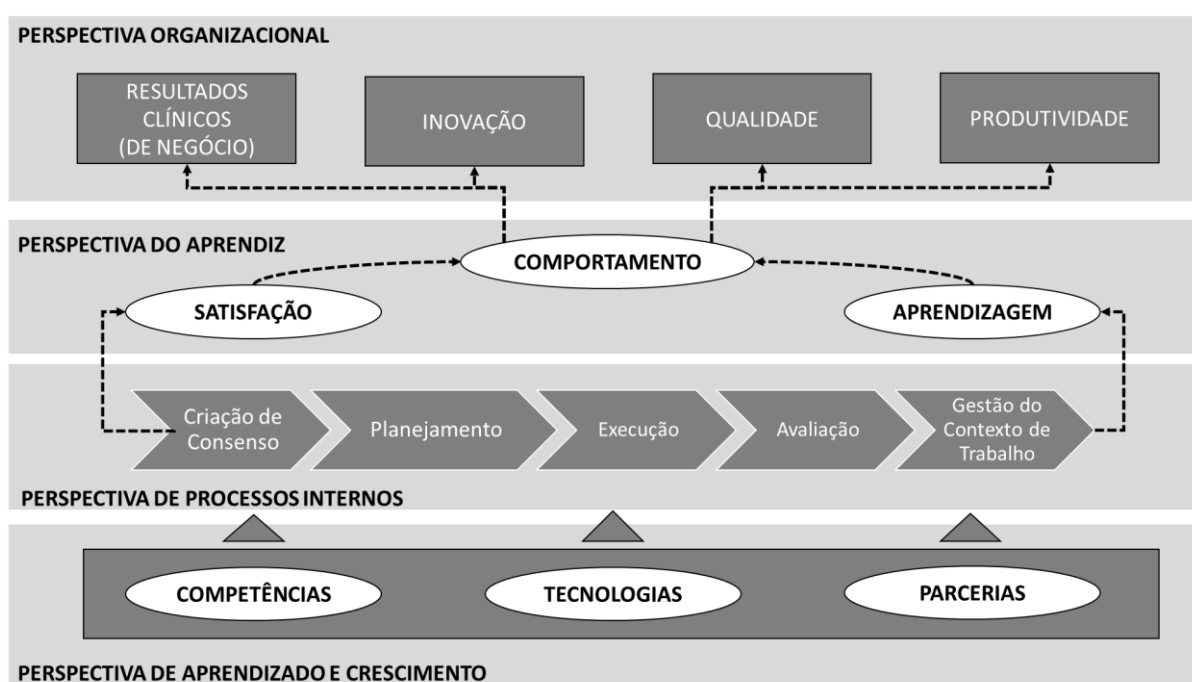 PERSPECTIVA ORGANIZACIONAL
RESULTADOS
CLÍNICOS
(DE NEGÓCIO)
INOVAÇÃO
QUALIDADE
PRODUTIVIDADE
PERSPECTIVA DO APRENDIZ
COMPORTAMENTO
SATISFAÇÃO
APRENDIZAGEM
Criação de
Consenso
Planejamento
Execução
Avaliação
Gestão do
Contexto de
Trabalho
PERSPECTIVA DE PROCESSOS INTERNOS
COMPETÊNCIAS
TECNOLOGIAS
PARCERIAS
PERSPECTIVA DE APRENDIZADO E CRESCIMENTO